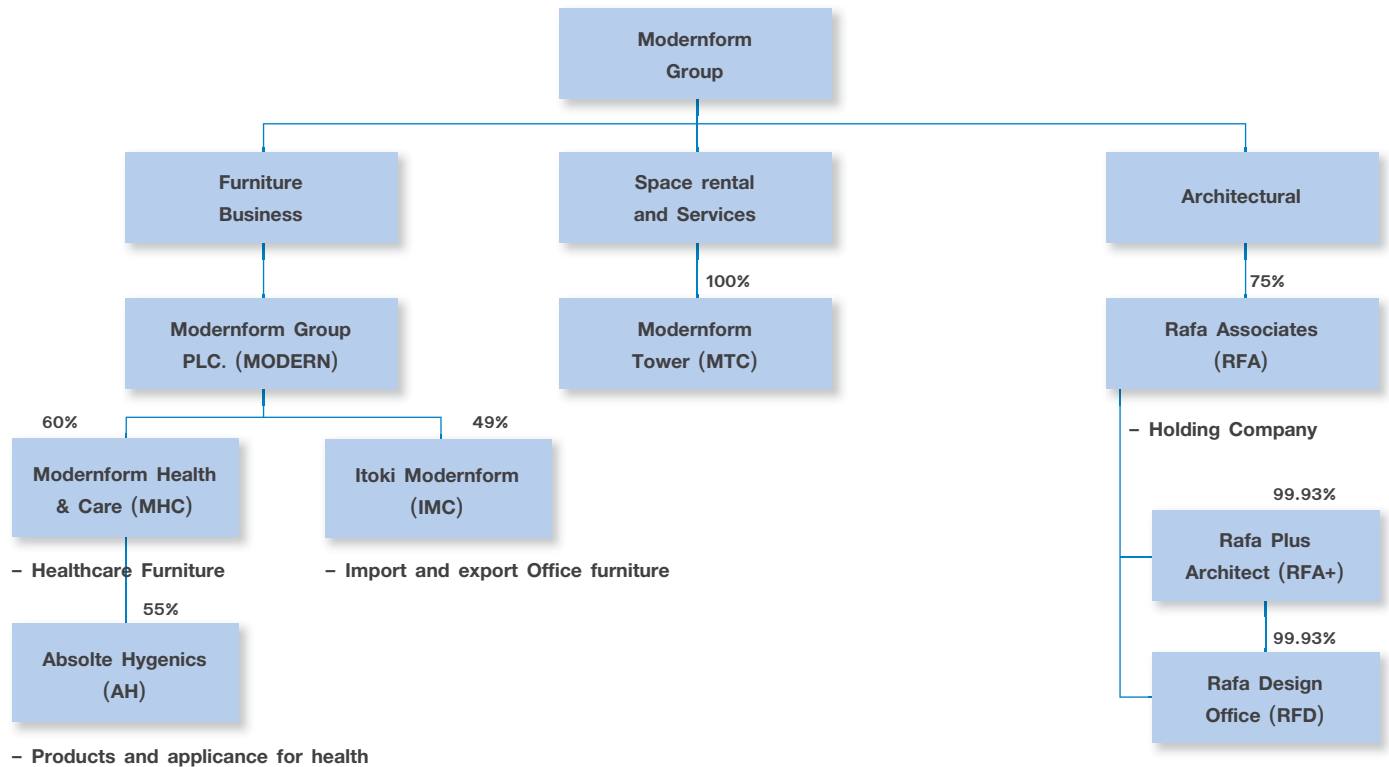 Modernform
Group
Furniture
Business
Space rental
and Services
Architectural
100%
75%
Modernform Group
PLC. (MODERN)
Modernform
Tower (MTC)
Rafa Associates
(RFA)
60%
49%
– Holding Company
Modernform Health
& Care (MHC)
Itoki Modernform
(IMC)
99.93%
Rafa Plus
Architect (RFA+)
– Healthcare Furniture
– Import and export Office furniture
55%
99.93%
Absolte Hygenics
(AH)
Rafa Design
Office (RFD)
– Products and applicance for health